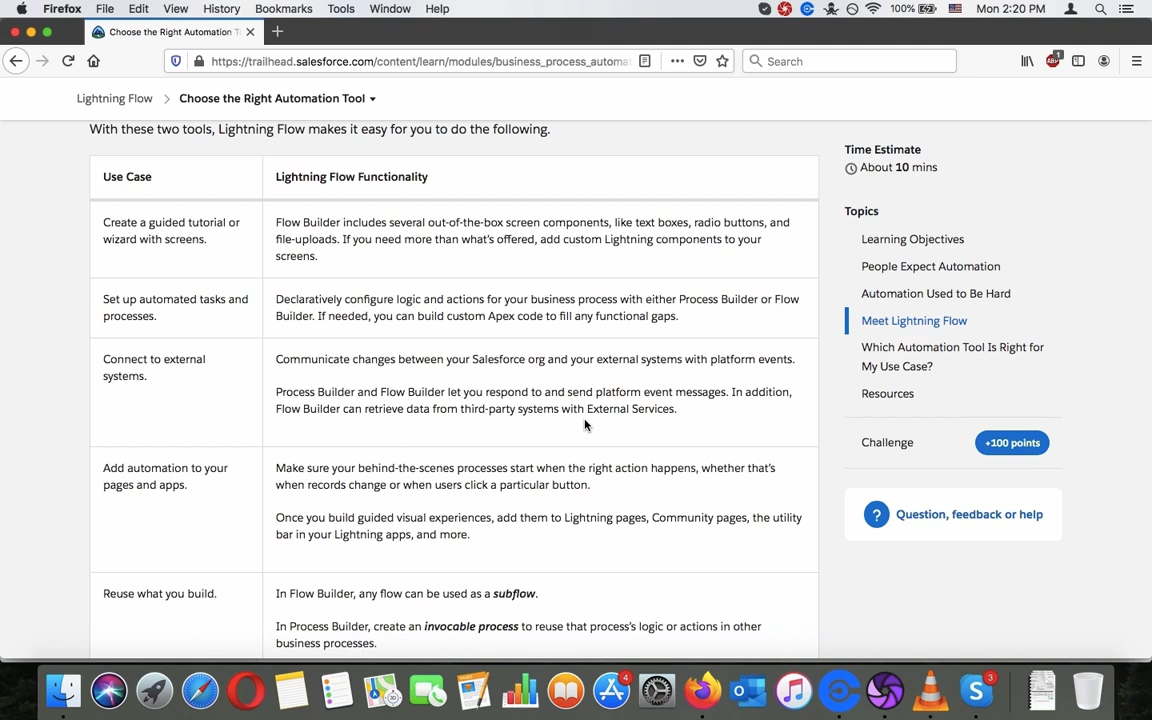 Firefox File Edit View History Bookmarks Tools Window Help 100% Mon 2:20 PM
Choose the Right Automation T
https://trailhead.salesforce.com/content/learn/modules/business_process_automa
Search
1
ABP
Lightning Flow Choose the Right Automation Tool
With these two tools, Lightning Flow makes it easy for you to do the following.
Use Case
Lightning Flow Functionality
Create a guided tutorial or
wizard with screens.
Flow Builder includes several out-of-the-box screen components, like text boxes, radio buttons, and
file-uploads. If you need more than what's offered, add custom Lightning components to your
screens.
Set up automated tasks and
processes.
Declaratively configure logic and actions for your business process with either Process Builder or Flow
Builder. If needed, you can build custom Apex code to fill any functional gaps.
Connect to external
systems.
Communicate changes between your Salesforce org and your external systems with platform events.
Process Builder and Flow Builder let you respond to and send platform event messages. In addition,
Flow Builder can retrieve data from third-party systems with External Services.
Add automation to your
pages and apps.
Make sure your behind-the-scenes processes start when the right action happens, whether that's
when records change or when users click a particular button.
Once you build guided visual experiences, add them to Lightning pages, Community pages, the utility
bar in your Lightning apps, and more.
Reuse what you build.
In Flow Builder, any flow can be used as a subflow.
In Process Builder, create an invocable process to reuse that process's logic or actions in other
business processes.
Time Estimate
About 10 mins
Topics
Learning Objectives
People Expect Automation
Automation Used to Be Hard
Meet Lightning Flow
Which Automation Tool Is Right for
My Use Case?
Resources
Challenge
+100 points
? Question, feedback or help
4
3